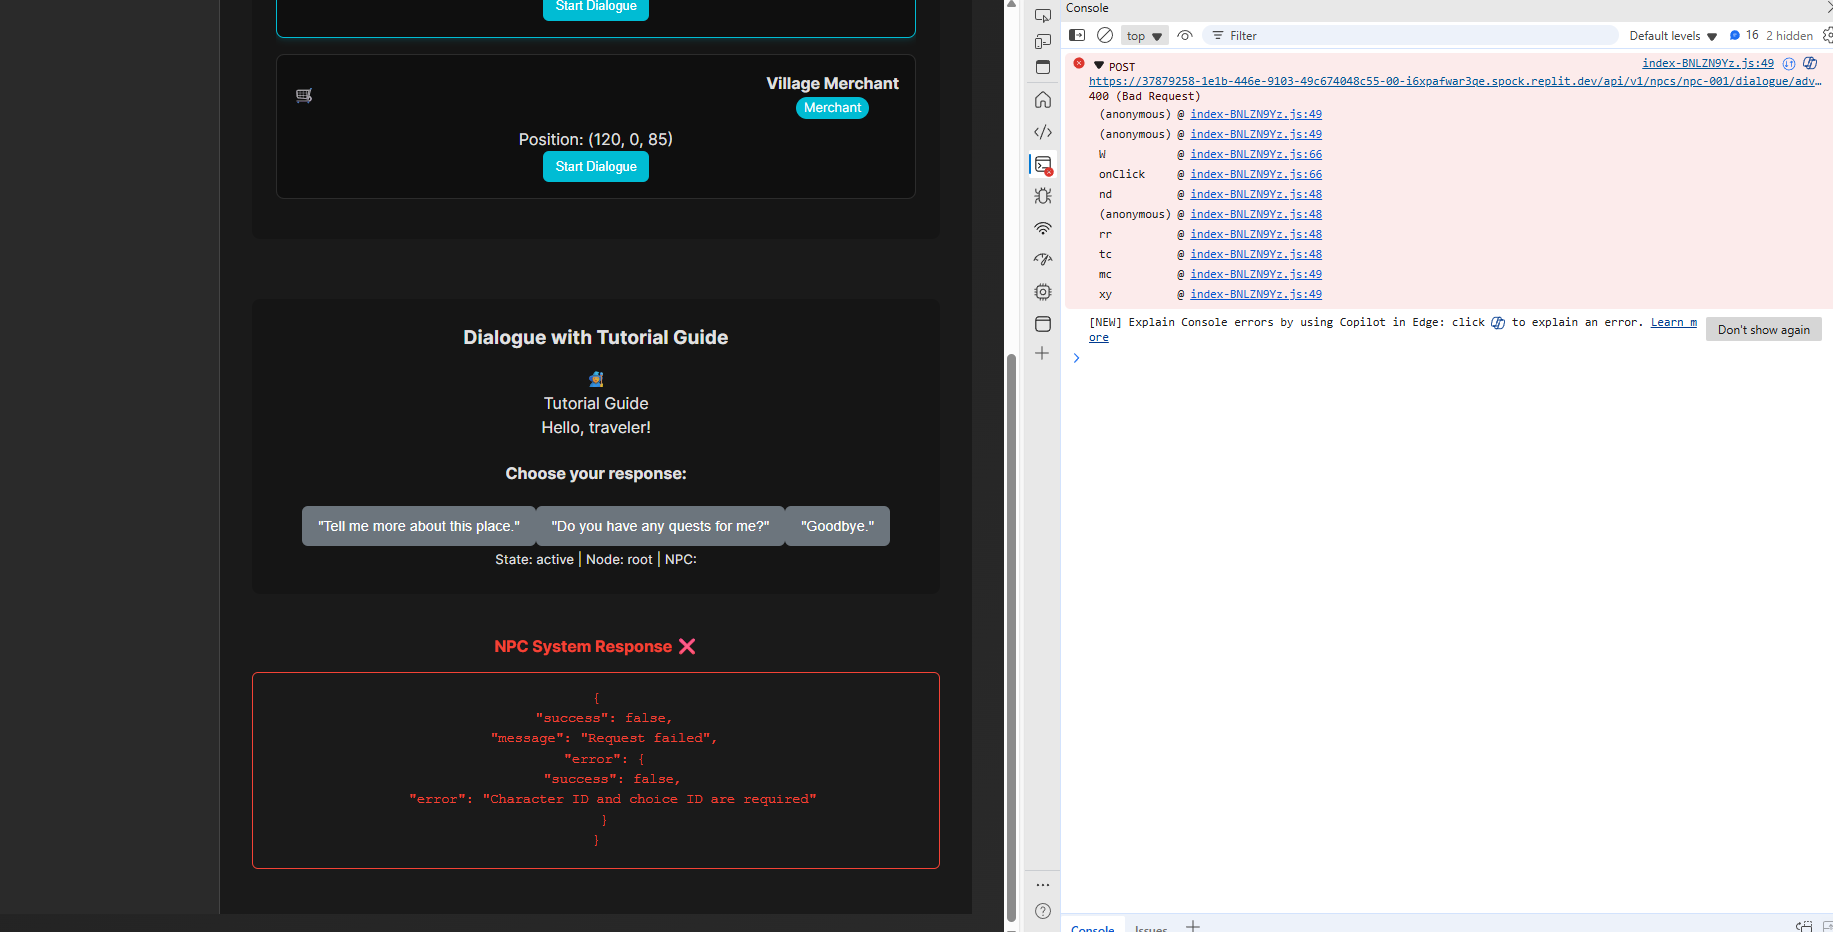 Start Dialogue
Village Merchant
Merchant
Position: (120, 0, 85)
Start Dialogue
Dialogue with Tutorial Guide
Tutorial Guide
Hello, traveler!
Choose your response:
"Tell me more about this place." "Do you have any quests for me?" "Goodbye."
State: active | Node: root | NPC:
NPC System Response ❌
{
"success": false,
"message": "Request failed",
"error": {
"success": false,
"error": "Character ID and choice ID are required"
}
}
Console
top ▼ Filter Default levels ▼ 16 2 hidden
▼ POST index-BNLZN9Yz.js:49
https://37879258-1e1b-446e-9103-49c674048c55-00-i6xpafwar3qe.spock.replit.dev/api/v1/npcs/npc-001/dialogue/adv…
400 (Bad Request)
(anonymous) @ index-BNLZN9Yz.js:49
(anonymous) @ index-BNLZN9Yz.js:49
W @ index-BNLZN9Yz.js:66
onClick @ index-BNLZN9Yz.js:66
nd @ index-BNLZN9Yz.js:48
(anonymous) @ index-BNLZN9Yz.js:48
rr @ index-BNLZN9Yz.js:48
tc @ index-BNLZN9Yz.js:48
mc @ index-BNLZN9Yz.js:49
xy @ index-BNLZN9Yz.js:49
[NEW] Explain Console errors by using Copilot in Edge: click to explain an error. Learn m
ore
Don't show again
>
Console Issues +